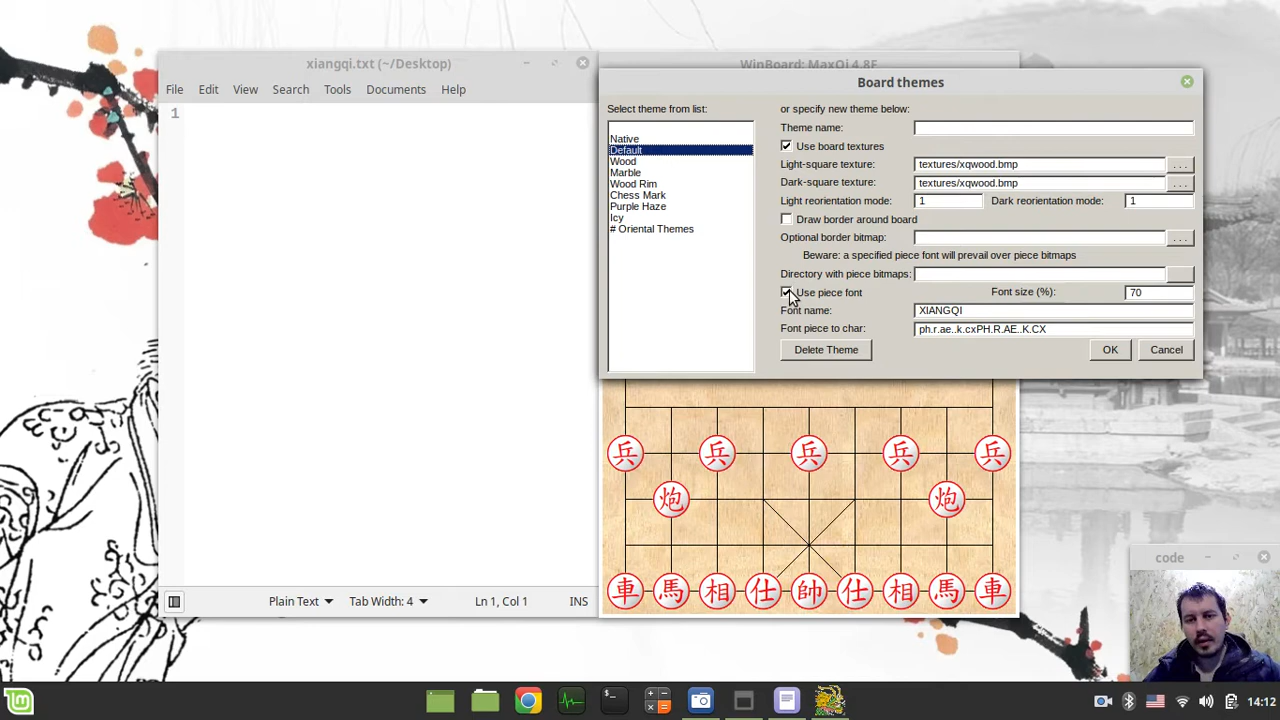 xiangqi.txt (~/Desktop)
File Edit View Search Tools Documents Help
1
Plain Text Tab Width: 4 Ln 1, Col 1 INS
WinBoard: MaxQi 4.8F
Board themes
Select theme from list:
Native
Default
Wood
Marble
Wood Rim
Chess Mark
Purple Haze
Icy
# Oriental Themes
or specify new theme below:
Theme name:
Use board textures
Light-square texture: textures/xqwood.bmp ...
Dark-square texture: textures/xqwood.bmp ...
Light reorientation mode: 1 Dark reorientation mode: 1
Draw border around board
Optional border bitmap: ...
Beware: a specified piece font will prevail over piece bitmaps
Directory with piece bitmaps:
Use piece font Font size (%): 70
Font name: XIANGQI
Font piece to char: ph.r.ae..k.cxPH.R.AE..K.CX
Delete Theme OK Cancel
兵 兵 兵 兵 兵
炮 炮
車 馬 相 仕 帥 仕 相 馬 車
code
14:12